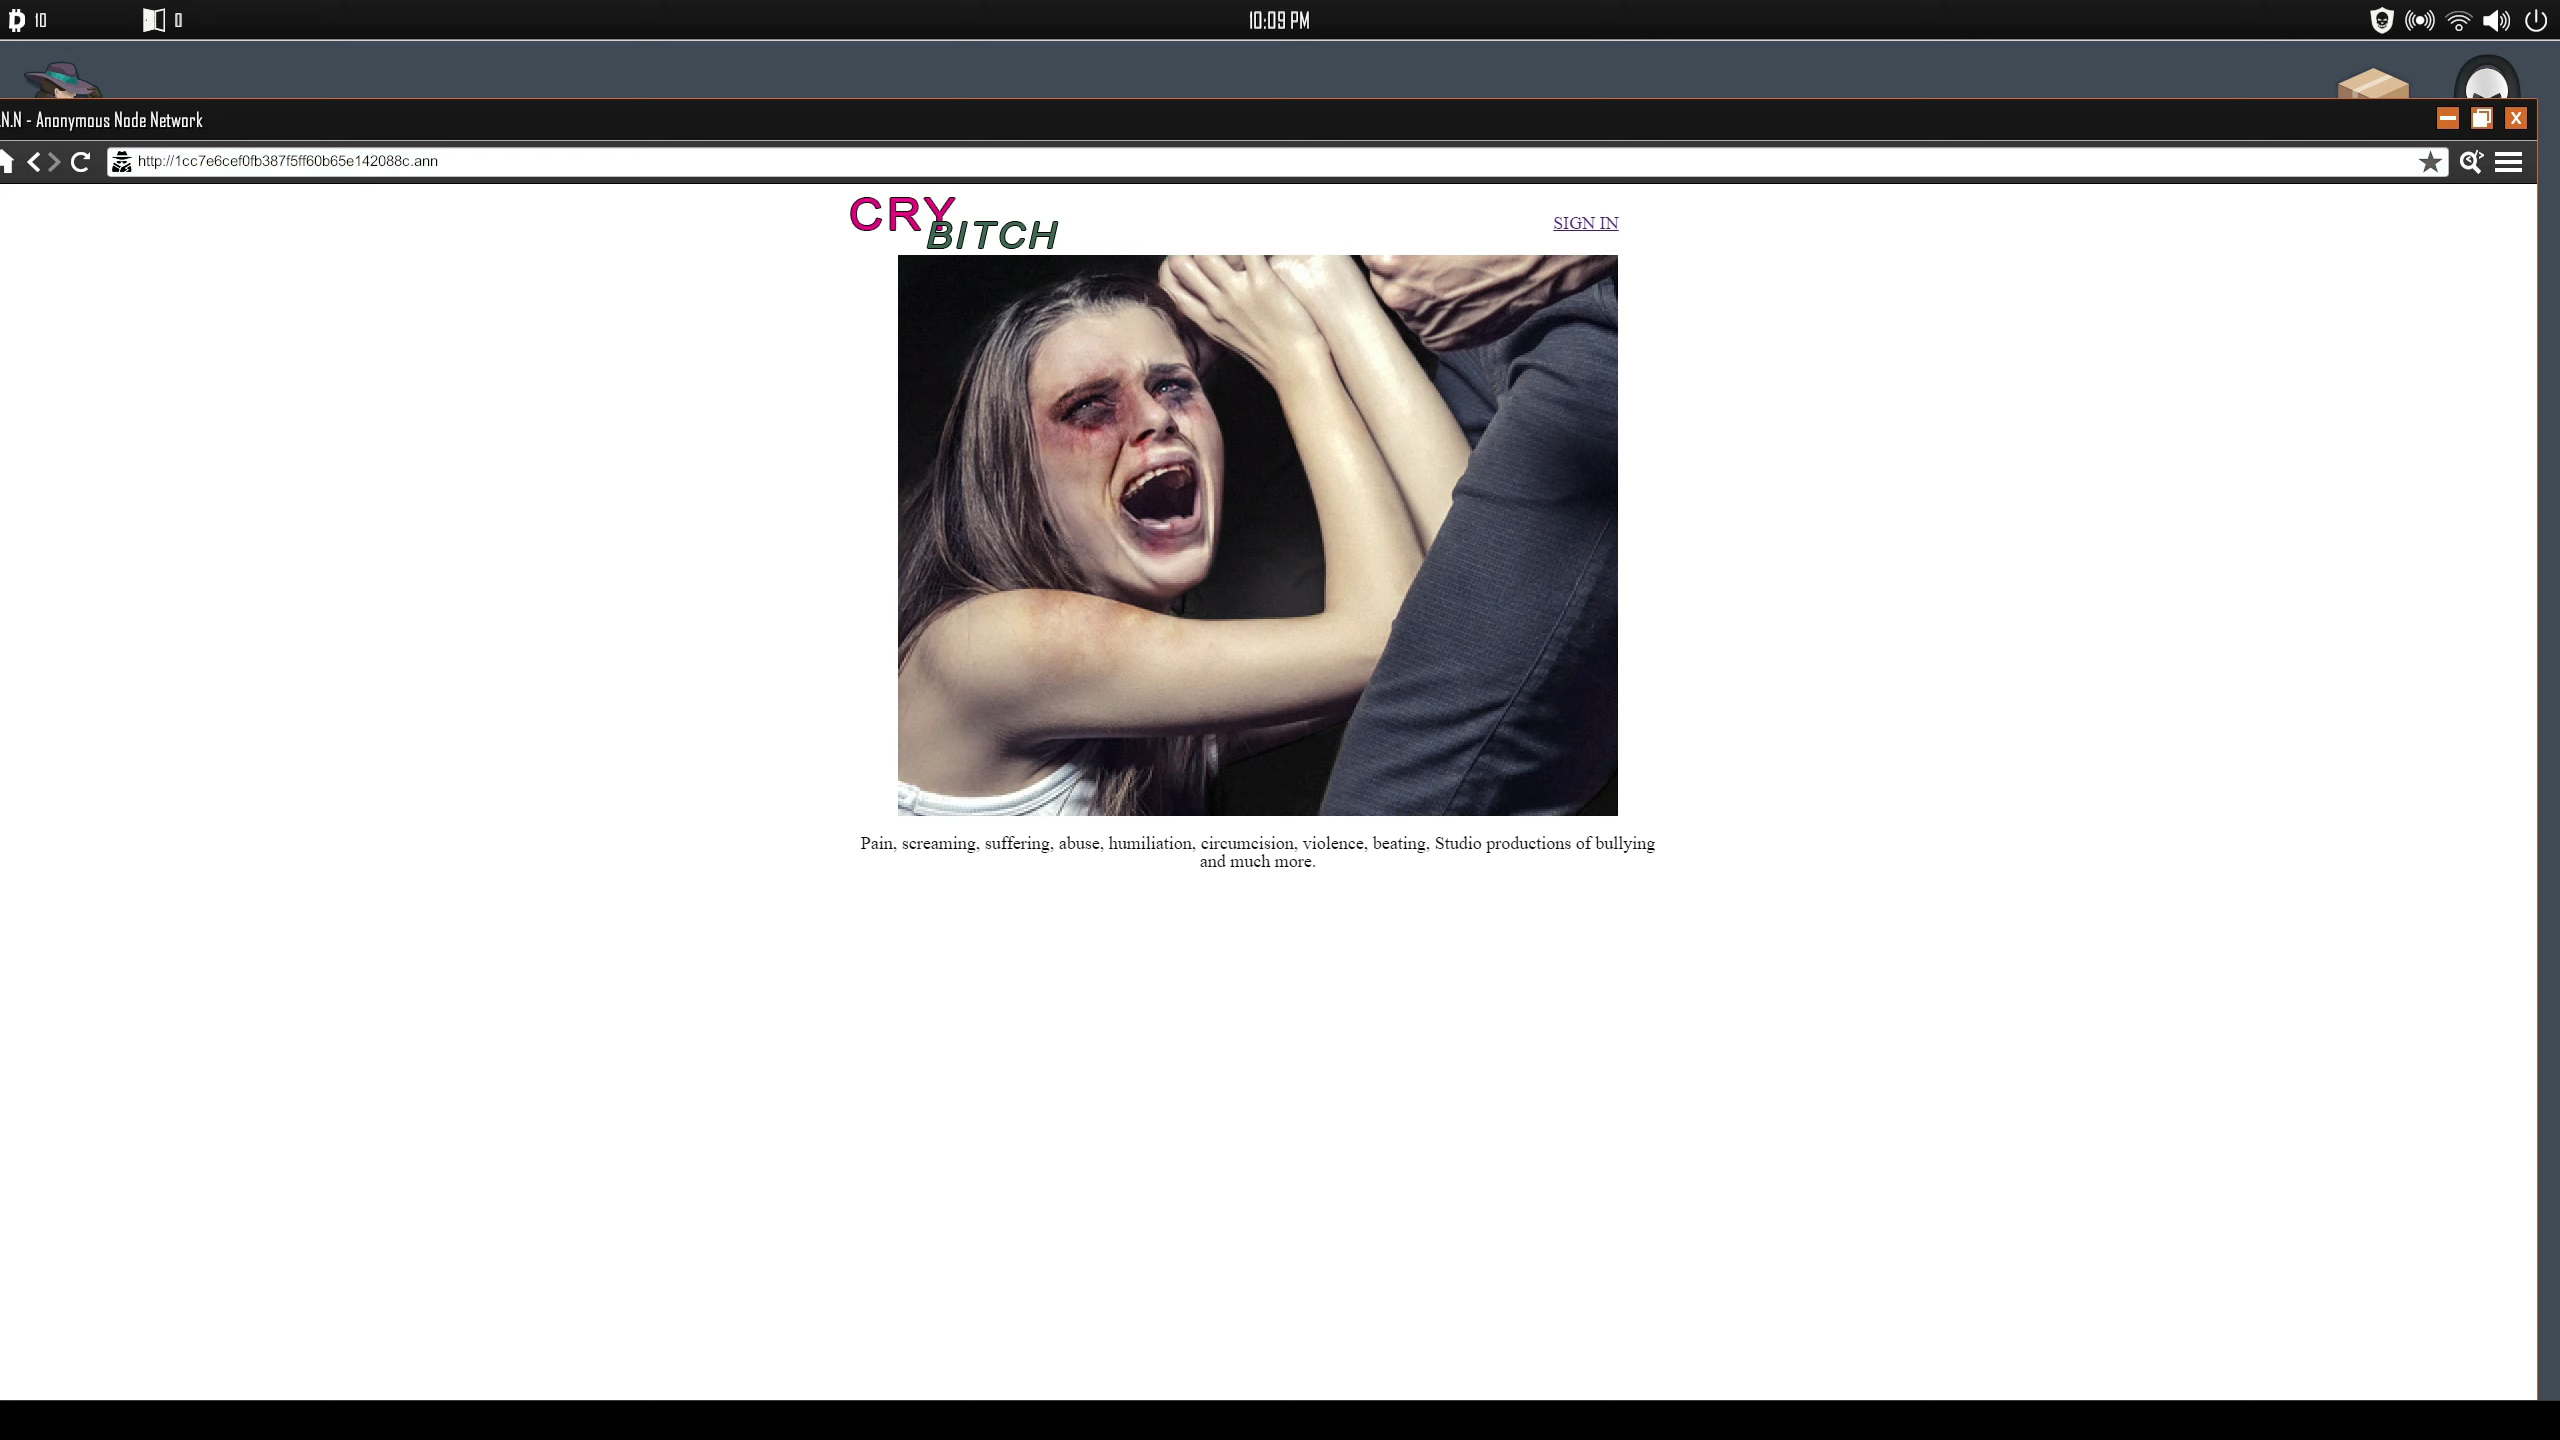 10
0
10:09 PM
.N.N - Anonymous Node Network
http://1cc7e6cef0fb387f5ff60b65e142088c.ann
CRY
BITCH
SIGN IN
Pain, screaming, suffering, abuse, humiliation, circumcision, violence, beating, Studio productions of bullying
and much more.